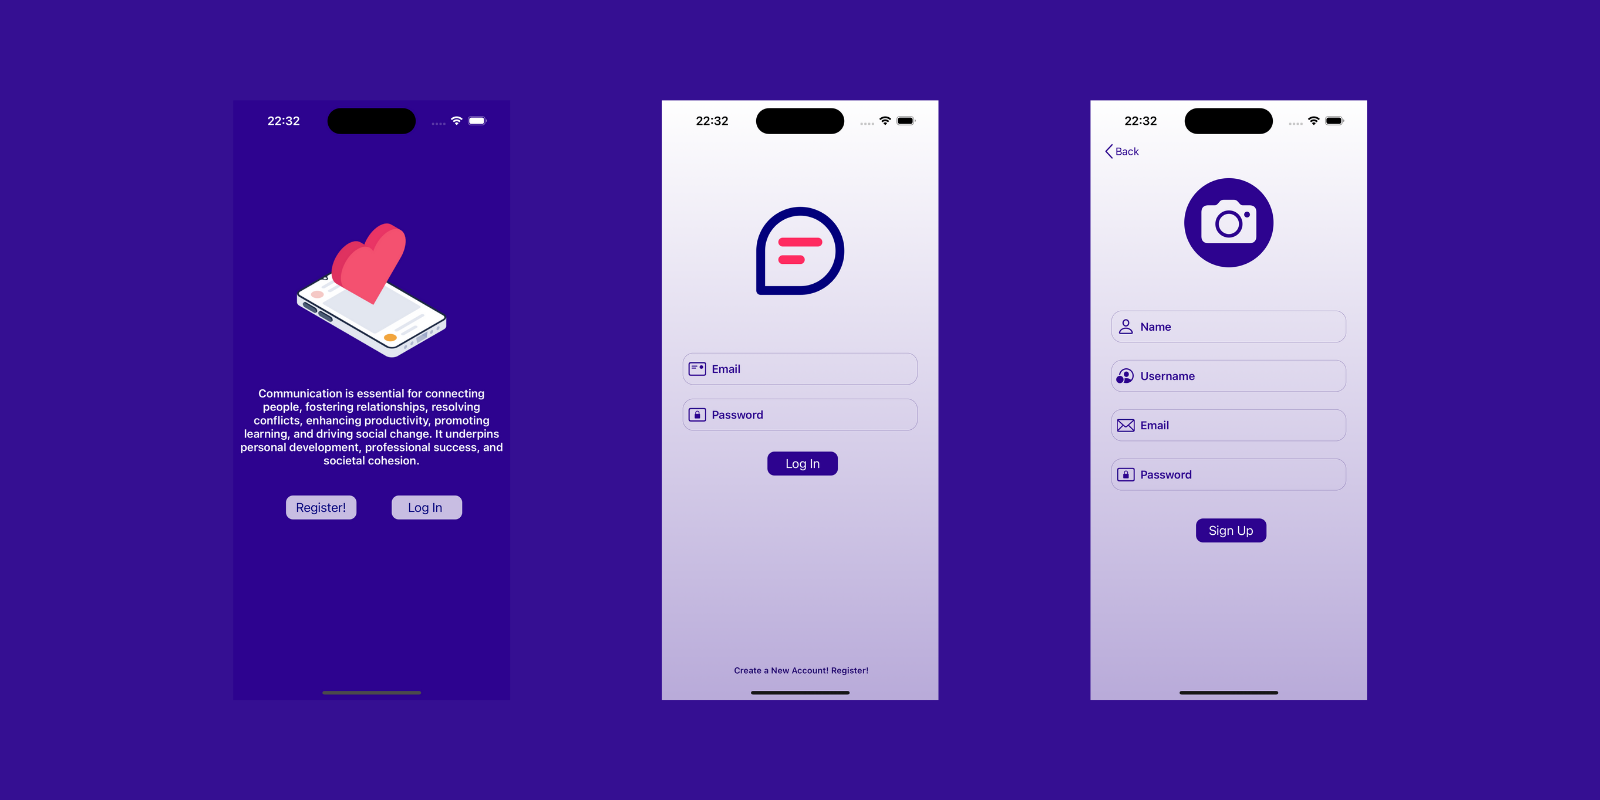 22:32
Communication is essential for connecting
people, fostering relationships, resolving
conflicts, enhancing productivity, promoting
learning, and driving social change. It underpins
personal development, professional success, and
societal cohesion.
Register!
Log In
22:32
Email
Password
Log In
Create a New Account! Register!
22:32
Back
Name
Username
Email
Password
Sign Up